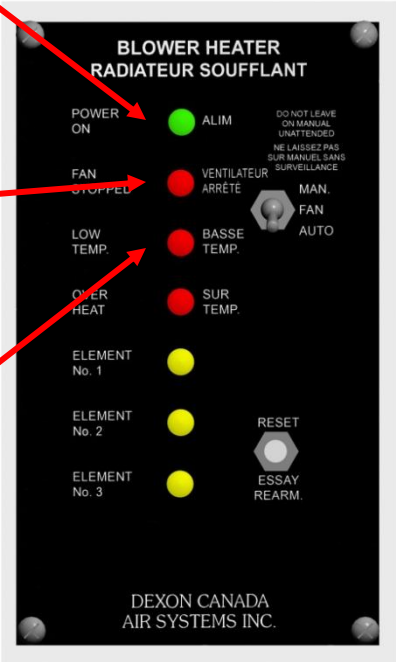 BLOWER HEATER
RADIATEUR SOUFFLANT
POWER
ON
ALIM
DO NOT LEAVE
ON MANUAL
UNATTENDED
NE LAISSEZ PAS
SUR MANUEL SANS
SURVEILLANCE
FAN
STOPPED
VENTILATEUR
ARRÉTÉ
MAN.
FAN
AUTO
LOW
TEMP.
BASSE
TEMP.
OVER
HEAT
SUR
TEMP.
ELEMENT
No. 1
ELEMENT
No. 2
RESET
ELEMENT
No. 3
ESSAY
REARM.
DEXON CANADA
AIR SYSTEMS INC.